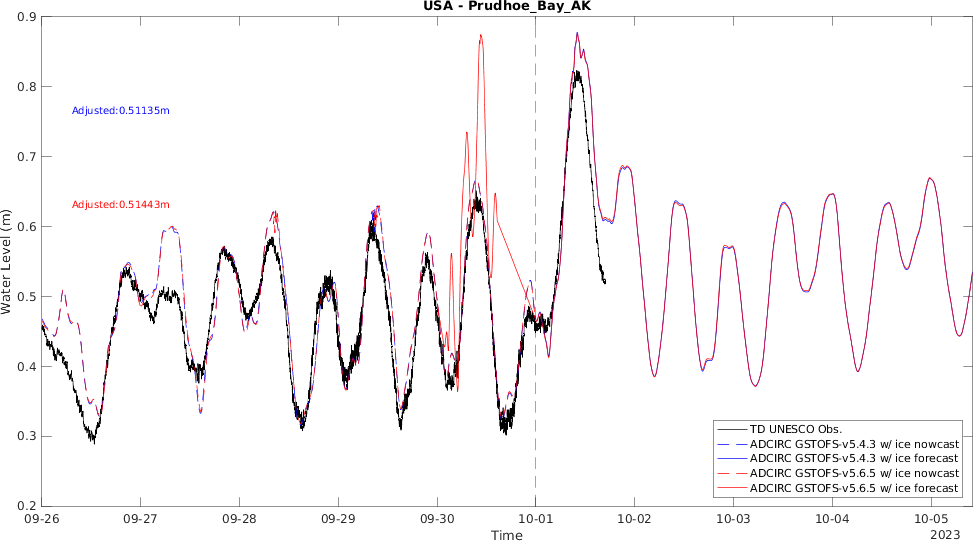 USA - Prudhoe_Bay_AK
0.9
0.8
0.7
0.6
0.5
0.4
0.3
0.2
Water Level (m)
Adjusted:0.51135m
Adjusted:0.51443m
TD UNESCO Obs.
ADCIRC GSTOFS-v5.4.3 w/ ice nowcast
ADCIRC GSTOFS-v5.4.3 w/ ice forecast
ADCIRC GSTOFS-v5.6.5 w/ ice nowcast
ADCIRC GSTOFS-v5.6.5 w/ ice forecast
09-26 09-27 09-28 09-29 09-30 10-01 10-02 10-03 10-04 10-05
Time
2023